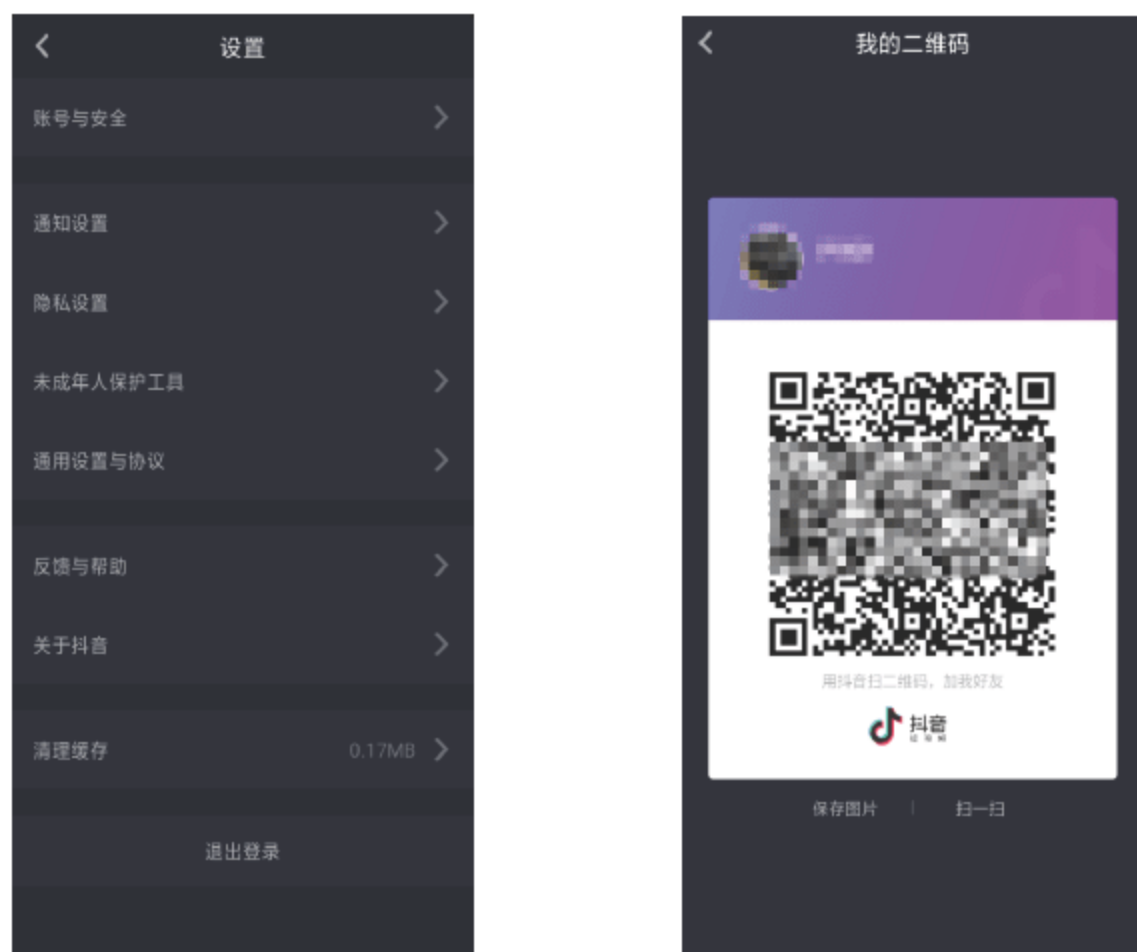 设置
账号与安全
通知设置
隐私设置
未成年人保护工具
通用设置与协议
反馈与帮助
关于抖音
清理缓存
0.17MB
退出登录
我的二维码
用抖音扫二维码，加我好友
抖音
保存图片
扫一扫